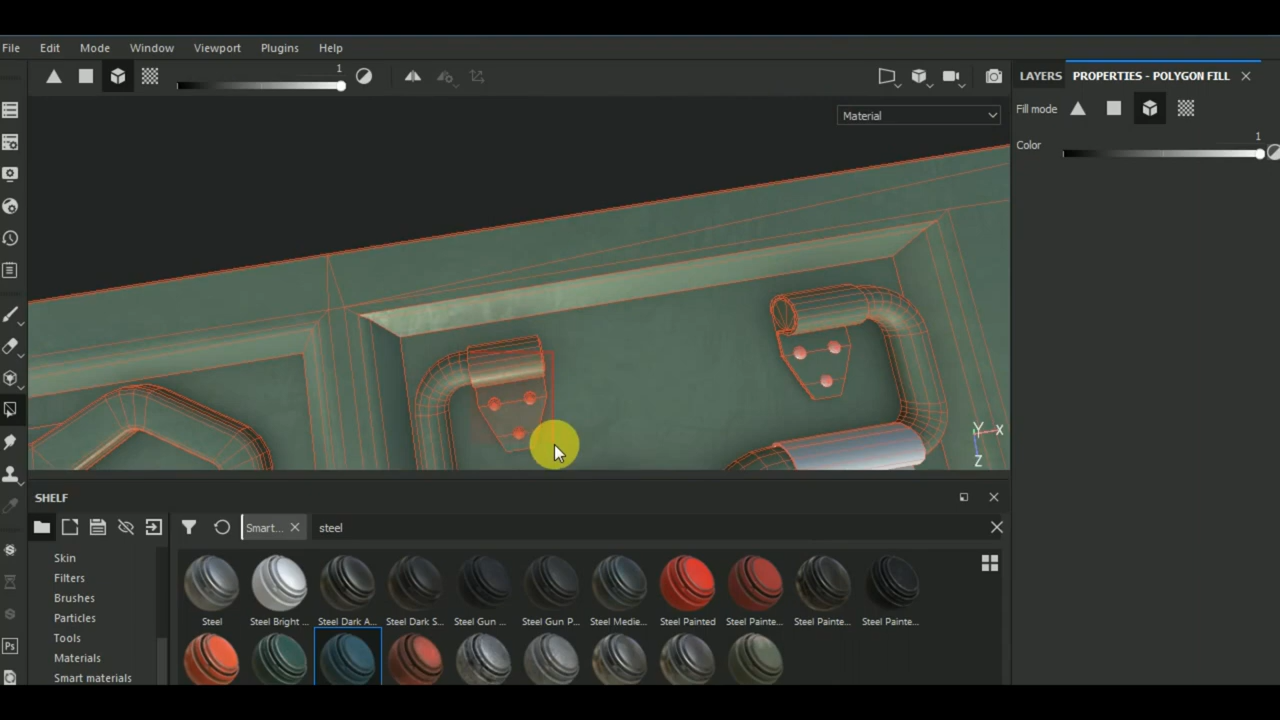 File Edit Mode Window Viewport Plugins Help
1
LAYERS PROPERTIES - POLYGON FILL
Fill mode
Material
1
Color
Y X
Z
SHELF
Smart... steel
Skin
Filters
Brushes
Particles
Tools
Materials
Smart materials
Steel Steel Bright ... Steel Dark A... Steel Dark S... Steel Gun ... Steel Gun P... Steel Medie... Steel Painted Steel Painte... Steel Painte... Steel Painte...
Ps